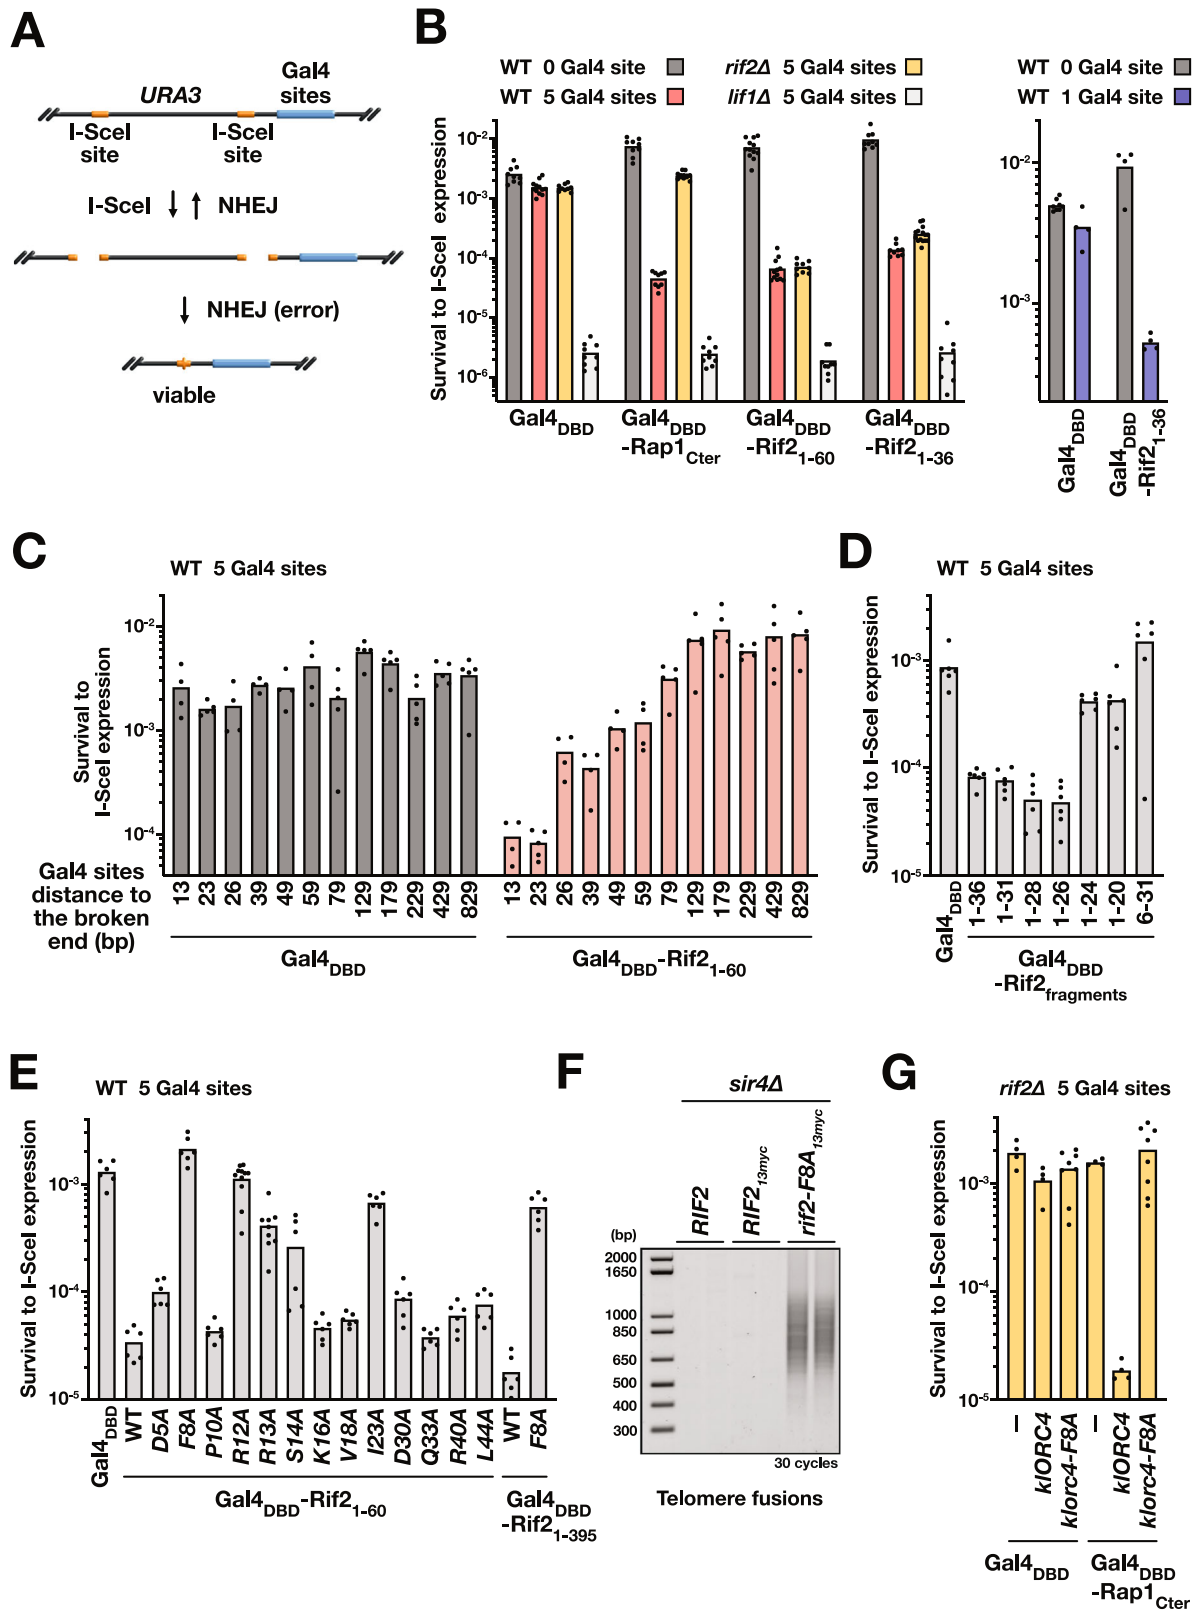 A
URA3
Gal4
sites
I-SceI
site
I-SceI
site
I-SceI
NHEJ
NHEJ (error)
viable
B
WT 0 Gal4 site
WT 5 Gal4 sites
rif2Δ 5 Gal4 sites
lif1Δ 5 Gal4 sites
WT 0 Gal4 site
WT 1 Gal4 site
Survival to I-SceI expression
10-2
10-3
10-4
10-5
10-6
Gal4DBD
Gal4DBD
-Rap1Cter
Gal4DBD
-Rif21-60
Gal4DBD
-Rif21-36
10-2
10-3
Gal4DBD
Gal4DBD
-Rif21-36
C
WT 5 Gal4 sites
Survival to
I-SceI expression
10-2
10-3
10-4
Gal4 sites
distance to
the broken
end (bp)
13 23 26 39 49 59 79 129 179 229 429 829
13 23 26 39 49 59 79 129 179 229 429 829
Gal4DBD
Gal4DBD-Rif21-60
D
WT 5 Gal4 sites
Survival to I-SceI expression
10-3
10-4
10-5
Gal4DBD
1-36
1-31
1-28
1-26
1-24
1-20
6-31
Gal4DBD
-Rif2fragments
E
WT 5 Gal4 sites
Survival to I-SceI expression
10-3
10-4
10-5
Gal4DBD
WT
D5A
F8A
P10A
R12A
R13A
S14A
K16A
V18A
I23A
D30A
Q33A
R40A
L44A
WT
F8A
Gal4DBD-Rif21-60
Gal4DBD
-Rif21-395
F
sir4Δ
RIF2
RIF213myc
rif2-F8A13myc
(bp)
2000
1650
1000
850
650
500
400
300
30 cycles
Telomere fusions
G
rif2Δ 5 Gal4 sites
Survival to I-SceI expression
10-3
10-4
10-5
–
klORC4
klorc4-F8A
–
klORC4
klorc4-F8A
Gal4DBD
Gal4DBD
-Rap1Cter